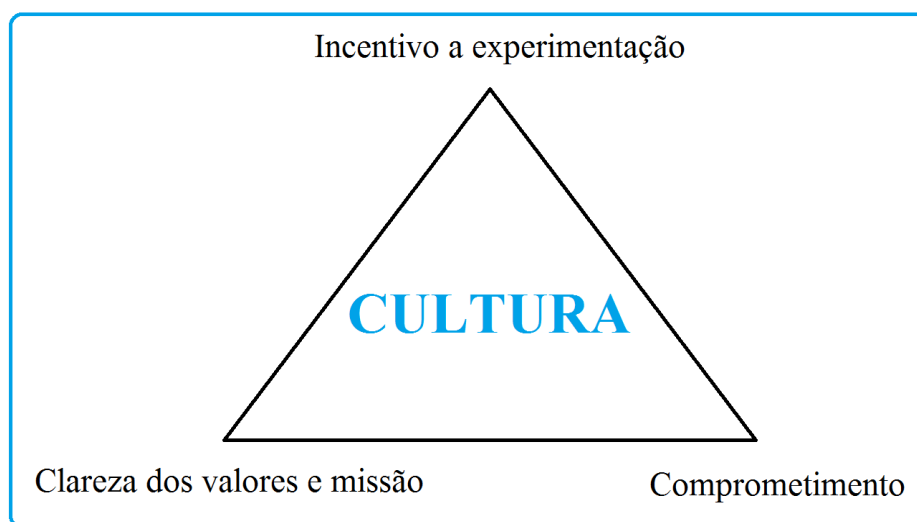 Incentivo a experimentação
CULTURA
Clareza dos valores e missão
Comprometimento